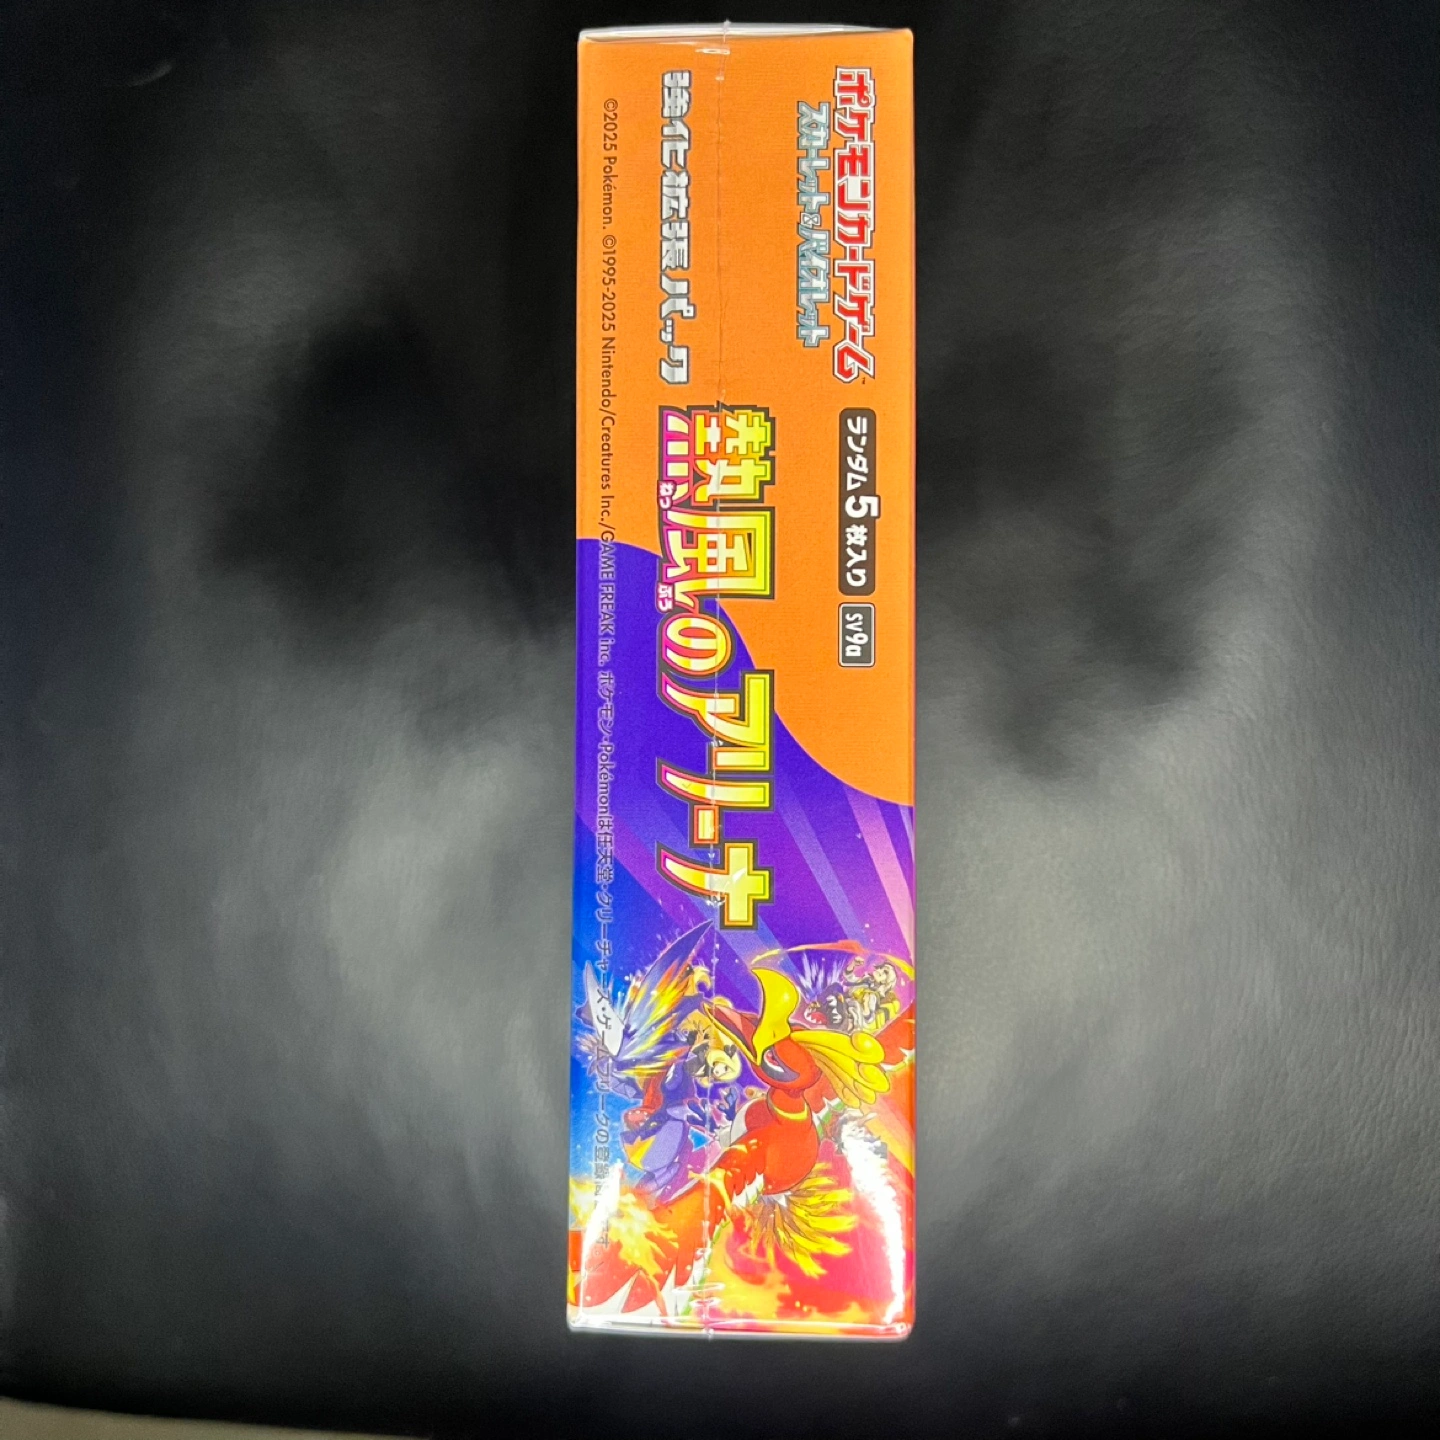 ポケモンカードゲーム™
スカーレット&バイオレット
ランダム5枚入り
SV9a
強化拡張パック
熱風のアリーナ
ねっ
ぷう
©2025 Pokémon. ©1995-2025 Nintendo/Creatures Inc./GAME FREAK inc. ポケモン・Pokémonは任天堂・クリーチャーズ・ゲームフリークの登録